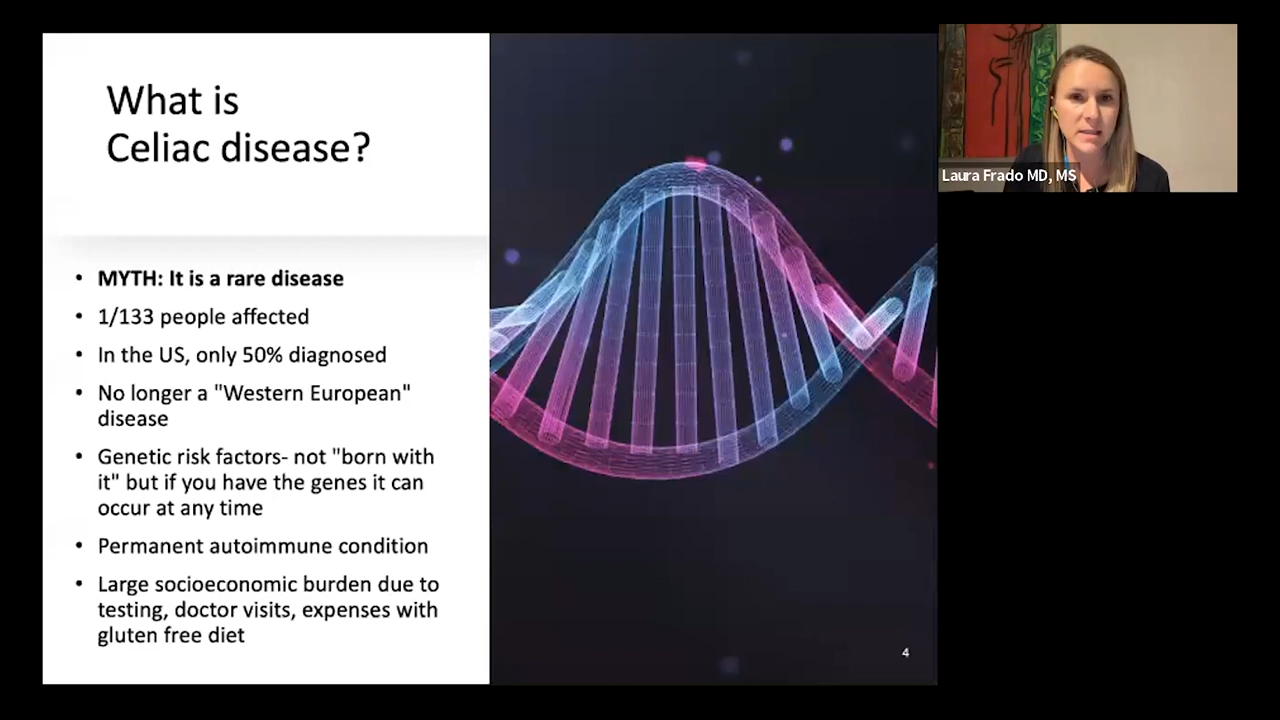 What is
Celiac disease?
• MYTH: It is a rare disease
• 1/133 people affected
• In the US, only 50% diagnosed
• No longer a "Western European"
disease
• Genetic risk factors- not "born with
it" but if you have the genes it can
occur at any time
• Permanent autoimmune condition
• Large socioeconomic burden due to
testing, doctor visits, expenses with
gluten free diet
4
Laura Frado MD, MS